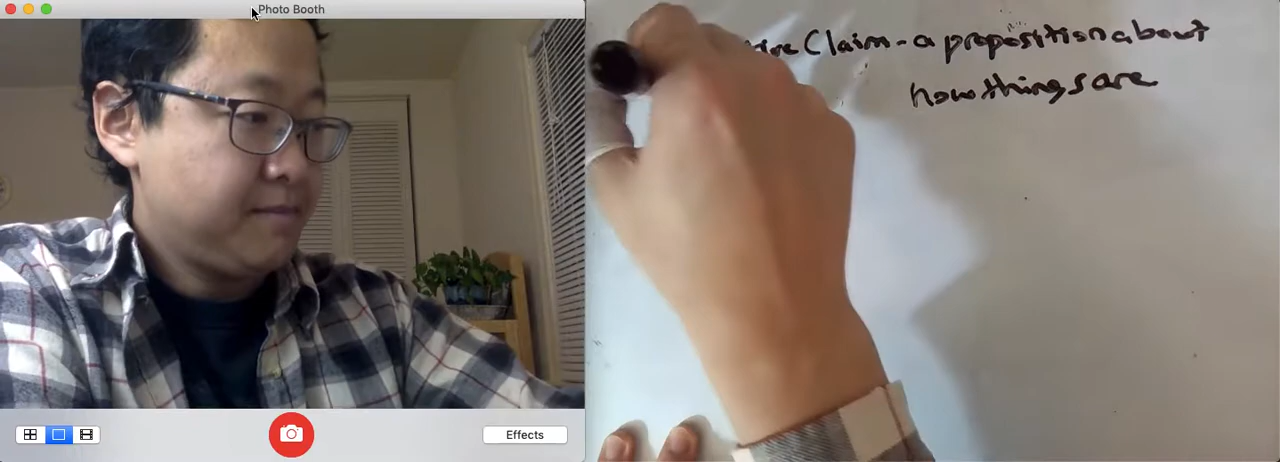 Photo Booth
Claim - a proposition about
how things are
Effects